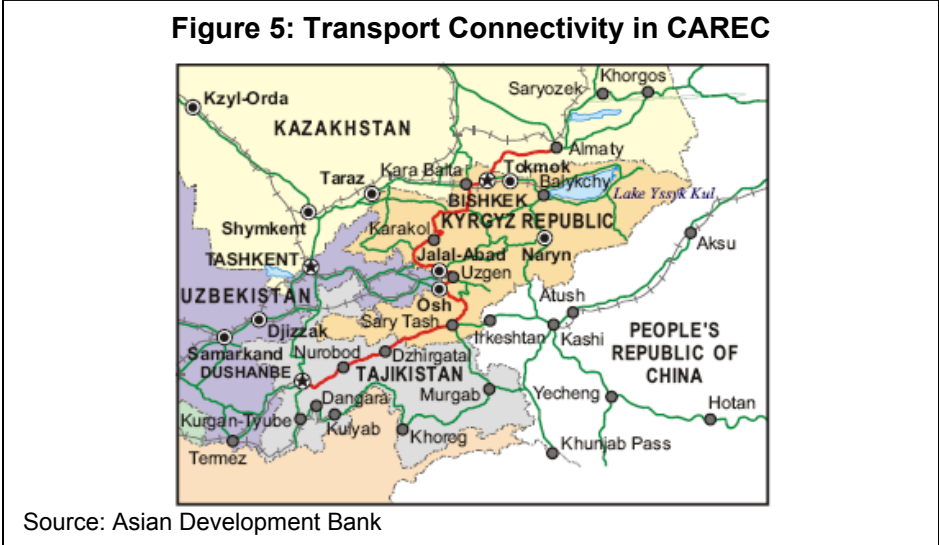 Figure 5: Transport Connectivity in CAREC
Khorgos
Saryozek
Kzyl-Orda
KAZAKHSTAN
Almaty
Tokmok
Kara Balta
Taraz
Balykchy
Lake Yssyk Kul
BISHKEK
KYRGYZ REPUBLIC
Shymkent
Karakol
Aksu
TASHKENT
Jalal-Abad
Naryn
Uzgen
UZBEKISTAN
Osh
Atush
Sary Tash
Djizzak
Irkeshtan
Kashi
PEOPLE'S
REPUBLIC OF
CHINA
Samarkand
Nurobod
Dzhirgatal
DUSHANBE
TAJIKISTAN
Murgab
Yecheng
Dangara
Hotan
Kurgan-Tyube
Kulyab
Khorog
Khunjab Pass
Termez
Source: Asian Development Bank